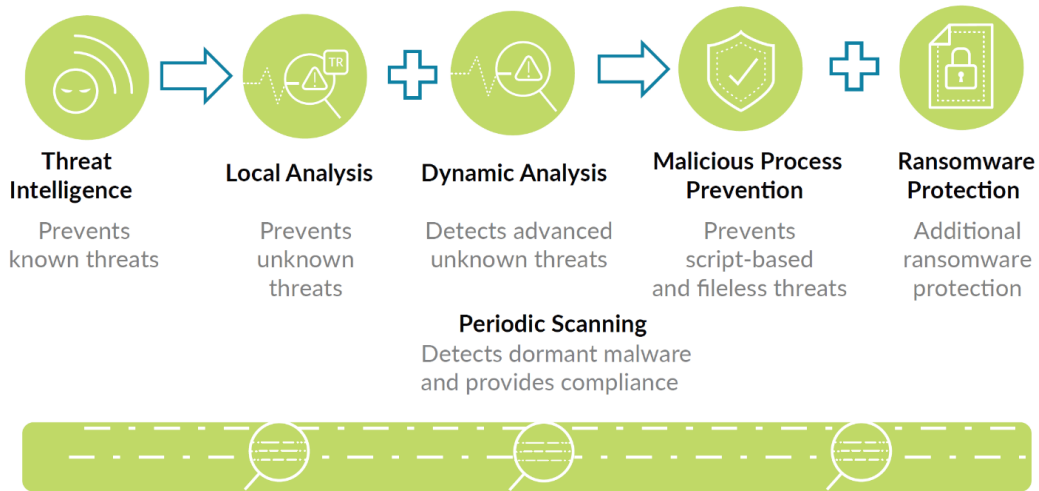 TR
Threat
Intelligence
Prevents
known threats
Local Analysis
Prevents
unknown
threats
Dynamic Analysis
Detects advanced
unknown threats
Malicious Process
Prevention
Prevents
script-based
and fileless threats
Ransomware
Protection
Additional
ransomware
protection
Periodic Scanning
Detects dormant malware
and provides compliance